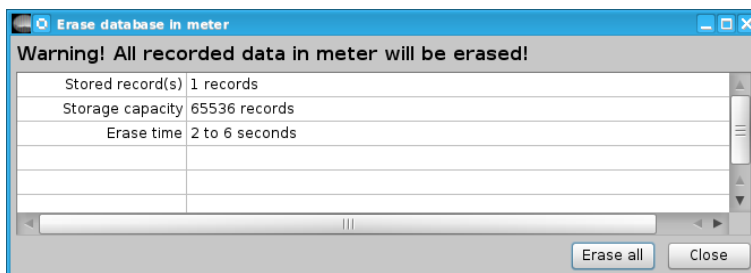 Erase database in meter
Warning! All recorded data in meter will be erased!
Stored record(s) 1 records
Storage capacity 65536 records
Erase time 2 to 6 seconds
Erase all Close